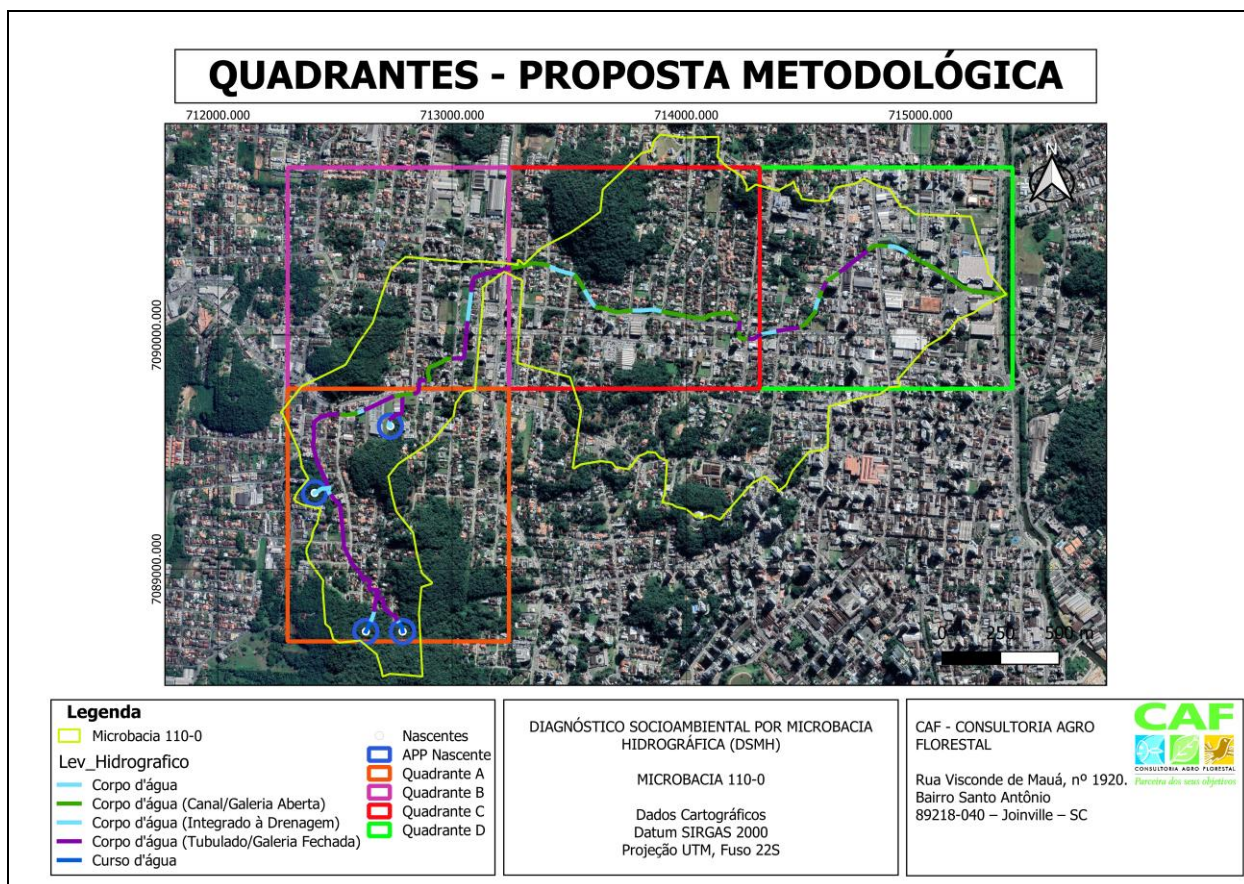 QUADRANTES - PROPOSTA METODOLÓGICA
712000.000
713000.000
714000.000
715000.000
N
7090000.000
7089000.000
0 250 500 m
Legenda
Microbacia 110-0
Lev_Hidrografico
Corpo d'água
Corpo d'água (Canal/Galeria Aberta)
Corpo d'água (Integrado à Drenagem)
Corpo d'água (Tubulado/Galeria Fechada)
Curso d'água
Nascentes
APP Nascente
Quadrante A
Quadrante B
Quadrante C
Quadrante D
DIAGNÓSTICO SOCIOAMBIENTAL POR MICROBACIA
HIDROGRÁFICA (DSMH)
MICROBACIA 110-0
Dados Cartográficos
Datum SIRGAS 2000
Projeção UTM, Fuso 22S
CAF - CONSULTORIA AGRO
FLORESTAL
Rua Visconde de Mauá, nº 1920.
Bairro Santo Antônio
89218-040 – Joinville – SC
CAF
CONSULTORIA AGRO FLORESTAL
Parceira dos seus objetivos